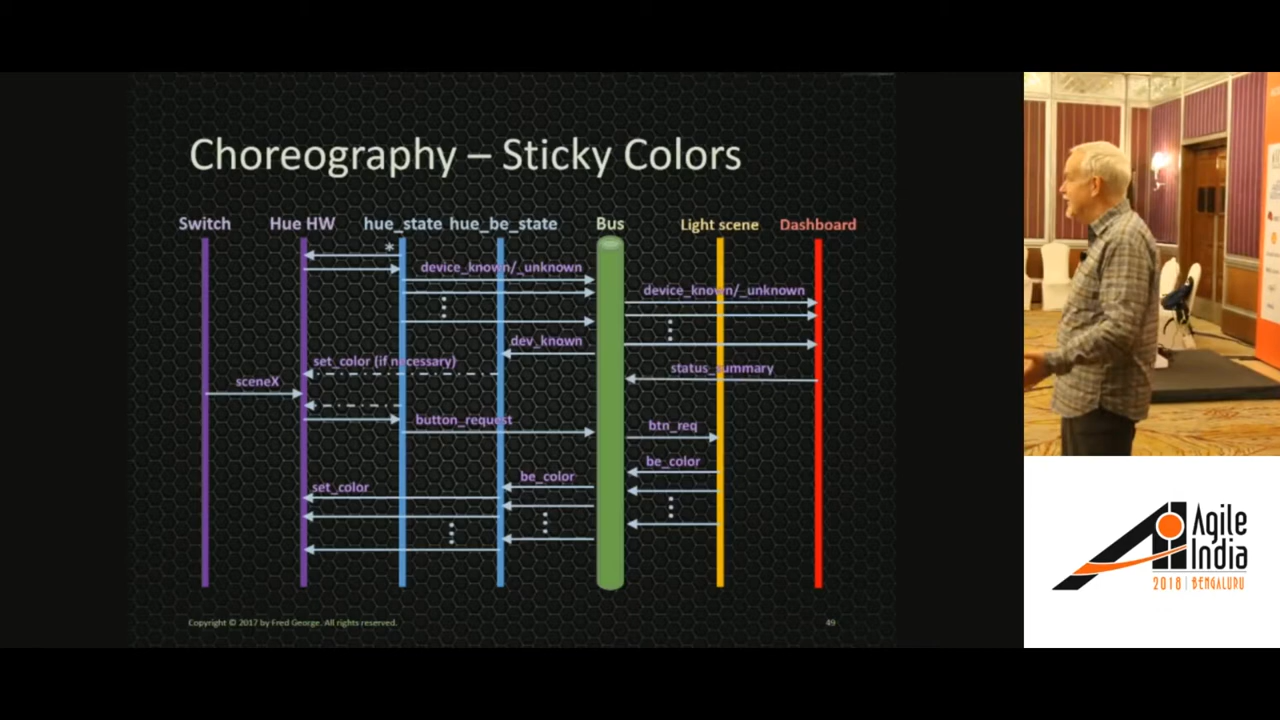 Choreography – Sticky Colors
Switch
Hue HW
hue_state
hue_be_state
Bus
Light scene
Dashboard
*
device_known/_unknown
device_known/_unknown
dev_known
set_color (if necessary)
status_summary
sceneX
button_request
btn_req
be_color
be_color
set_color
Copyright © 2017 by Fred George. All rights reserved.
49
Agile
India
2018 | BENGALURU